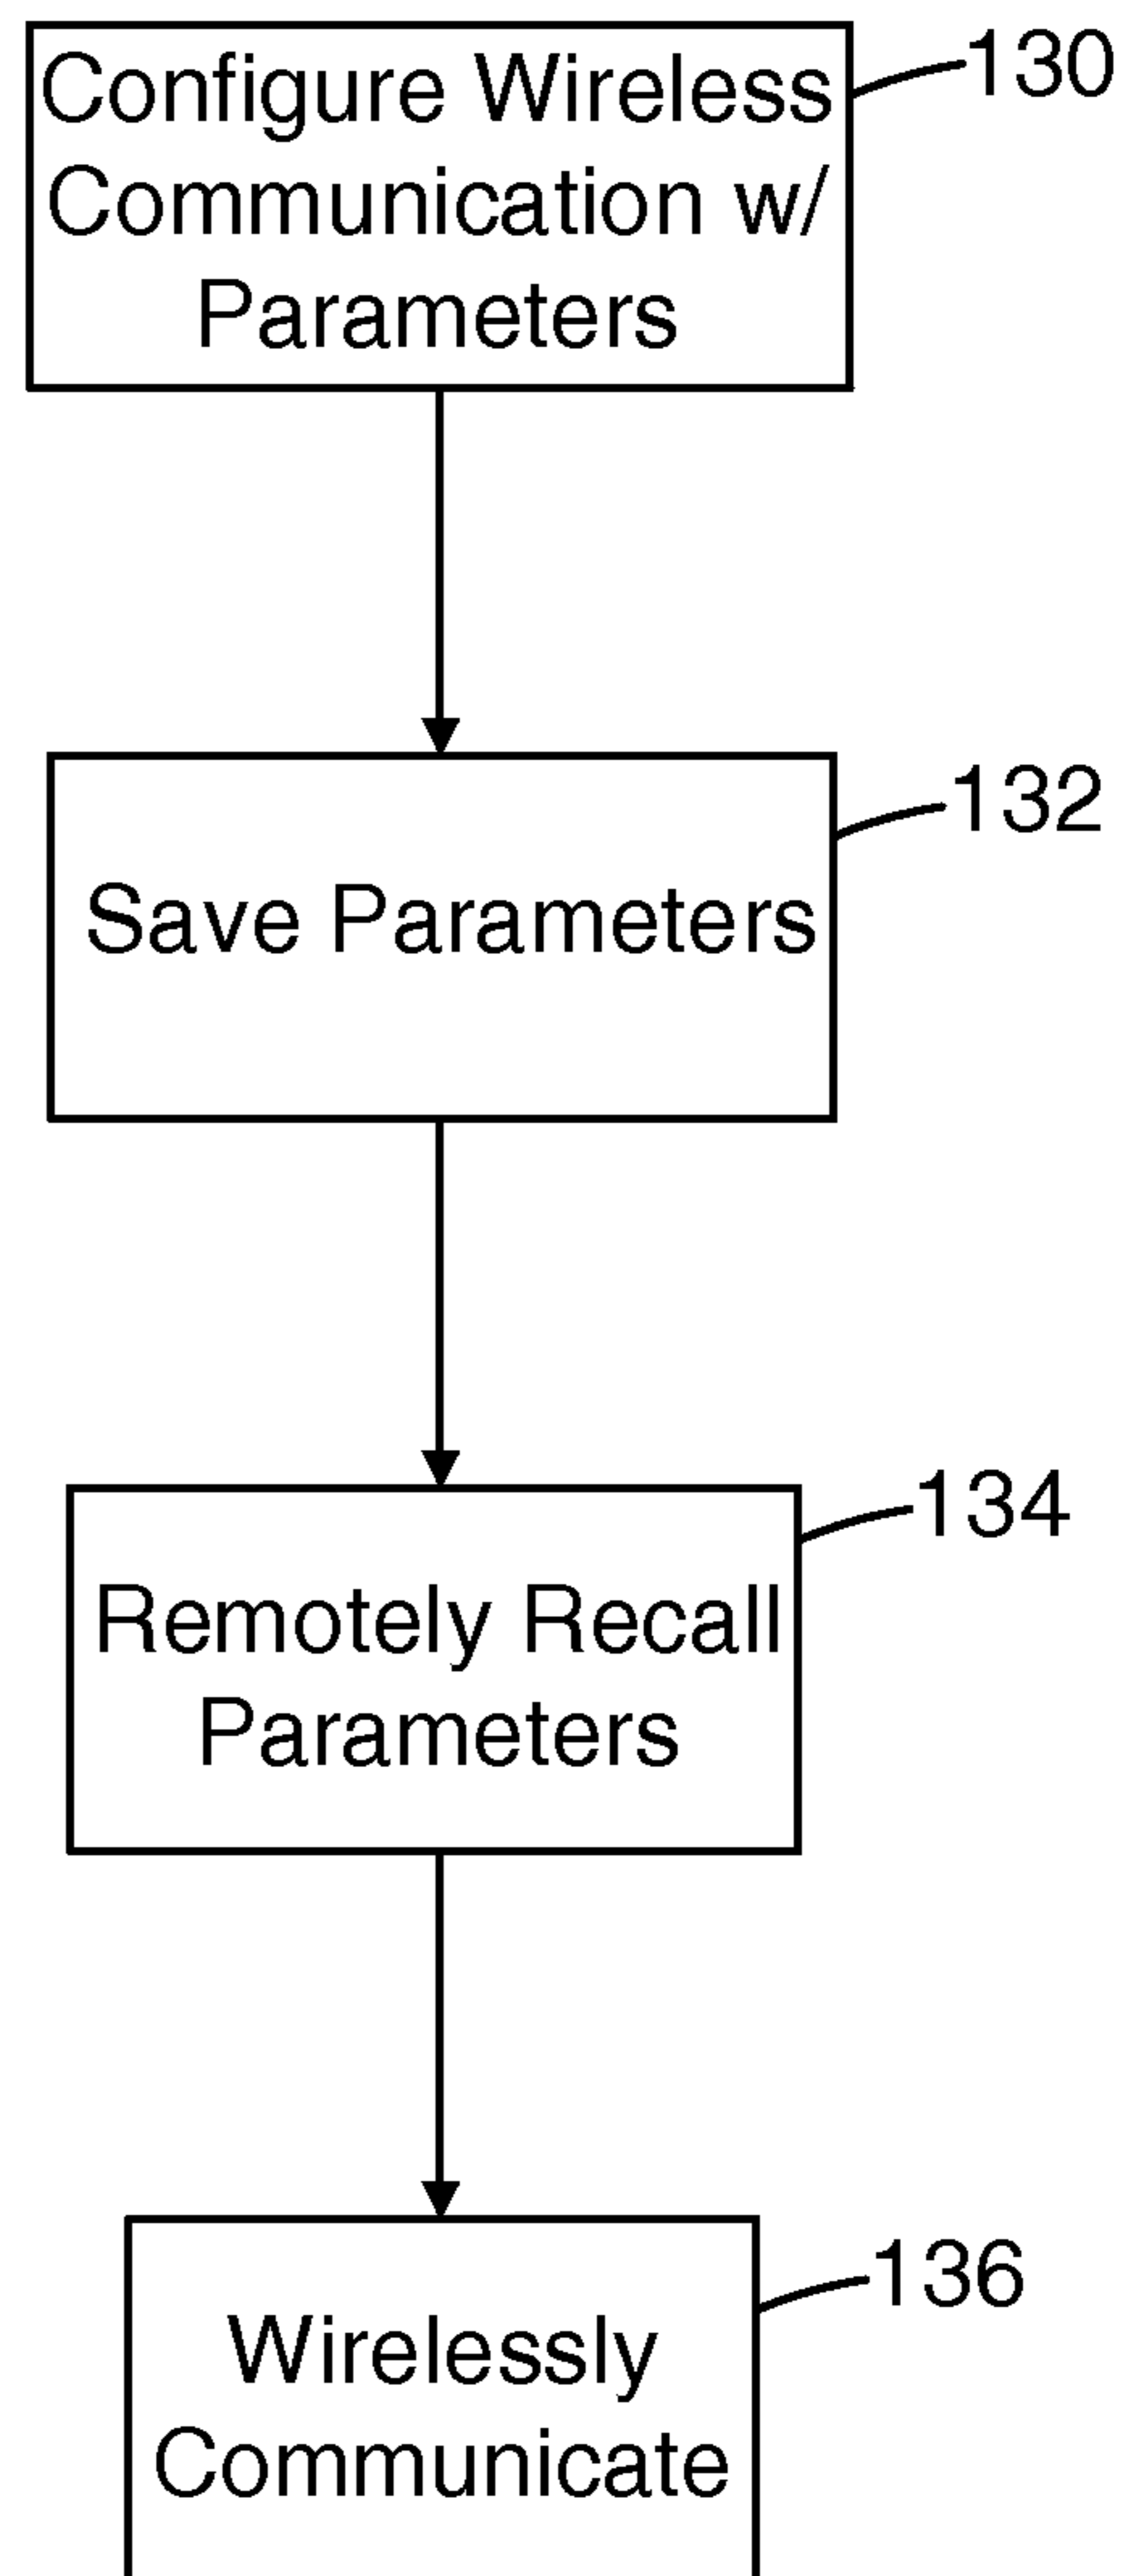 Configure Wireless
Communication w/
Parameters
130
Save Parameters
132
Remotely Recall
Parameters
134
Wirelessly
Communicate
136